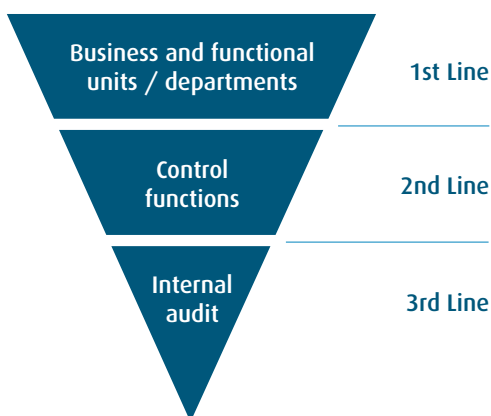 Business and functional
units / departments
1st Line
Control
functions
2nd Line
Internal
audit
3rd Line